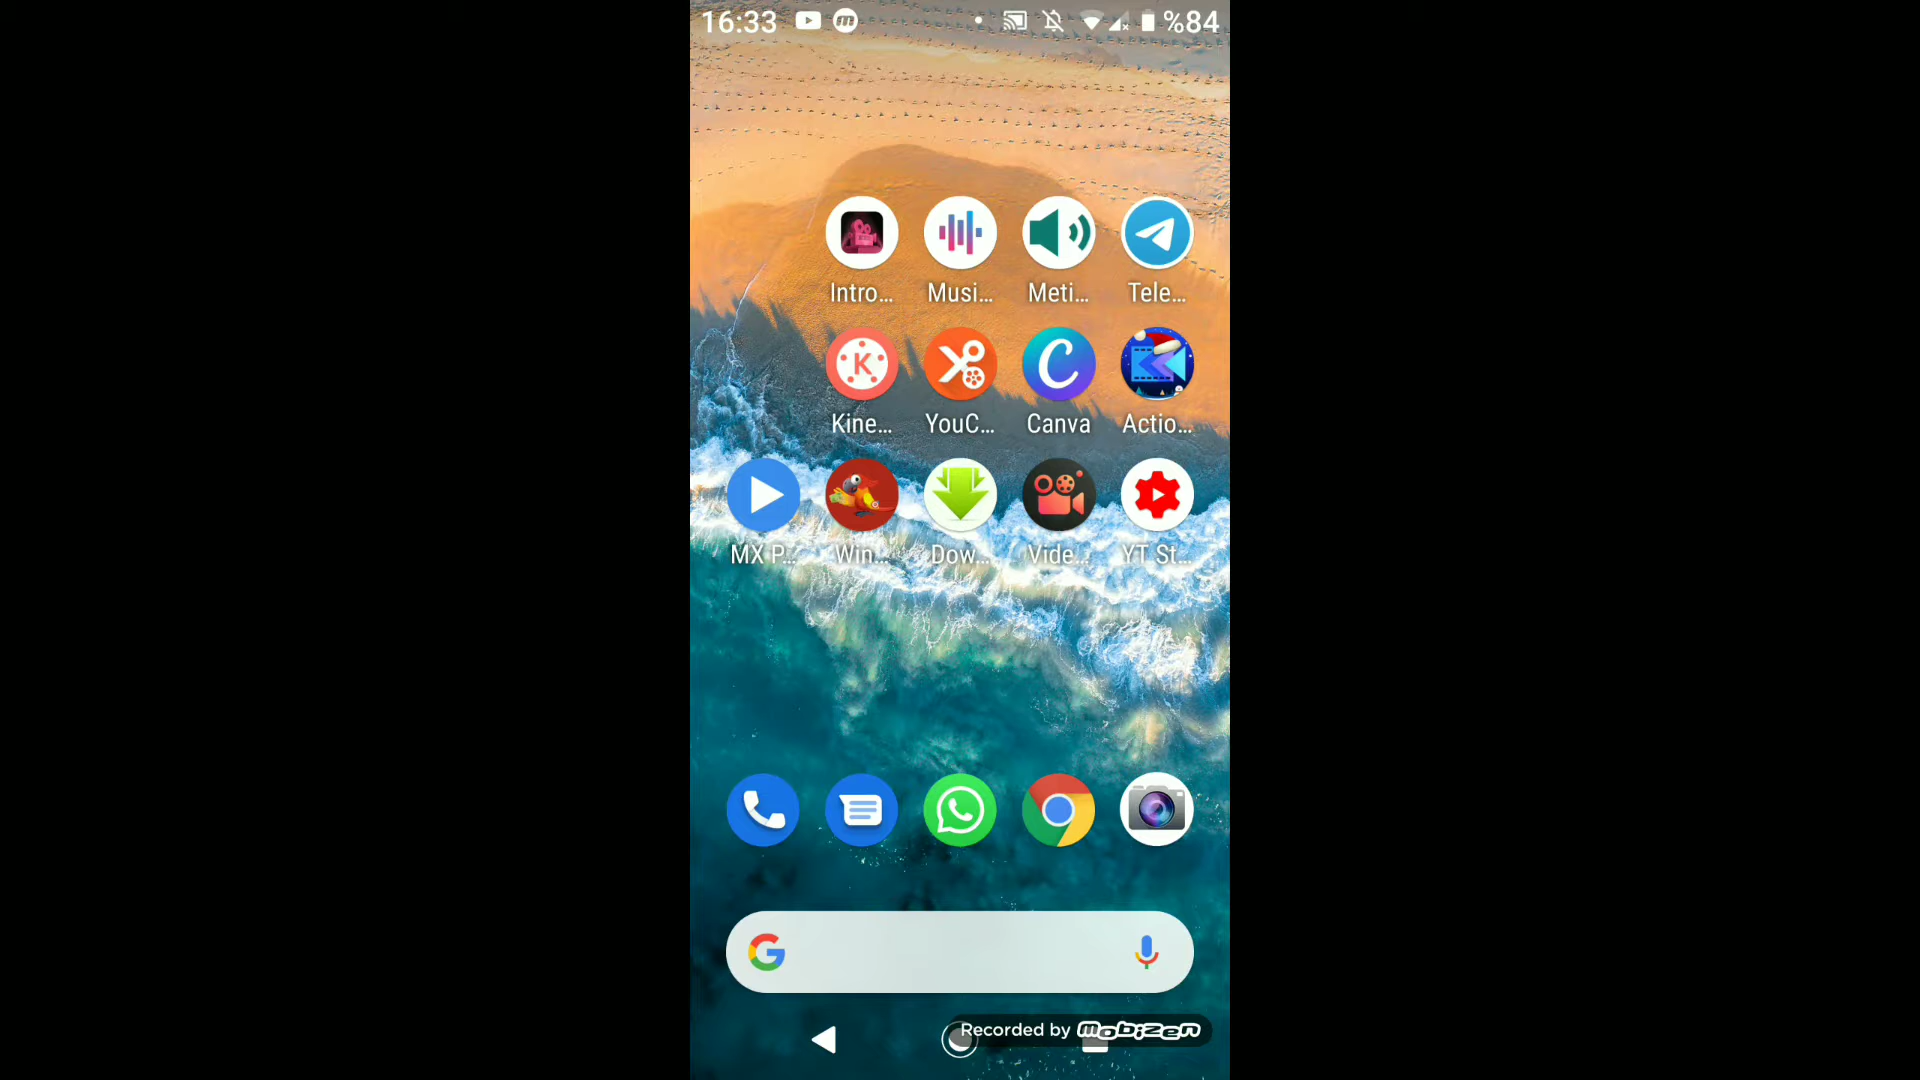 16:33 %84
Intro... Musi... Meti... Tele...
Kine... YouC... Canva Actio...
MX P... Win... Dow... Vide... YT St...
Recorded by mobizen